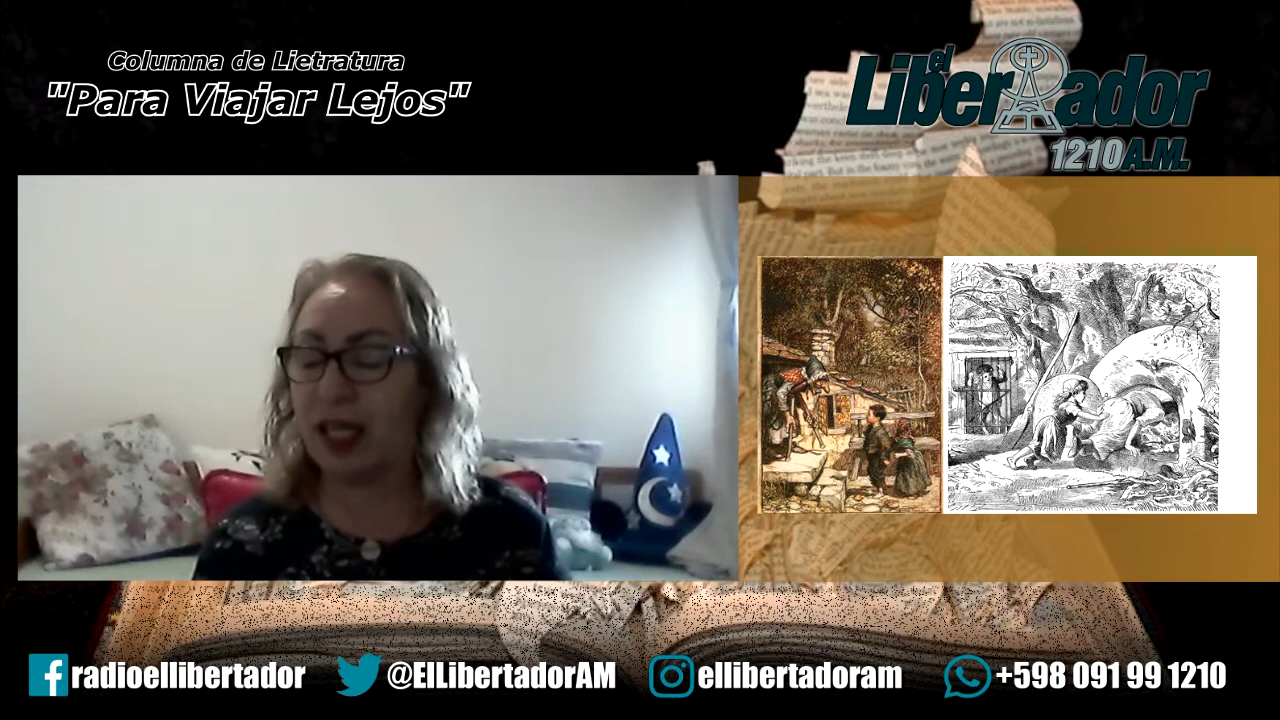 Columna de Lietratura
"Para Viajar Lejos"
el Libertador
1210 A.M.
radioellibertador
@ElLibertadorAM
ellibertadoram
+598 091 99 1210